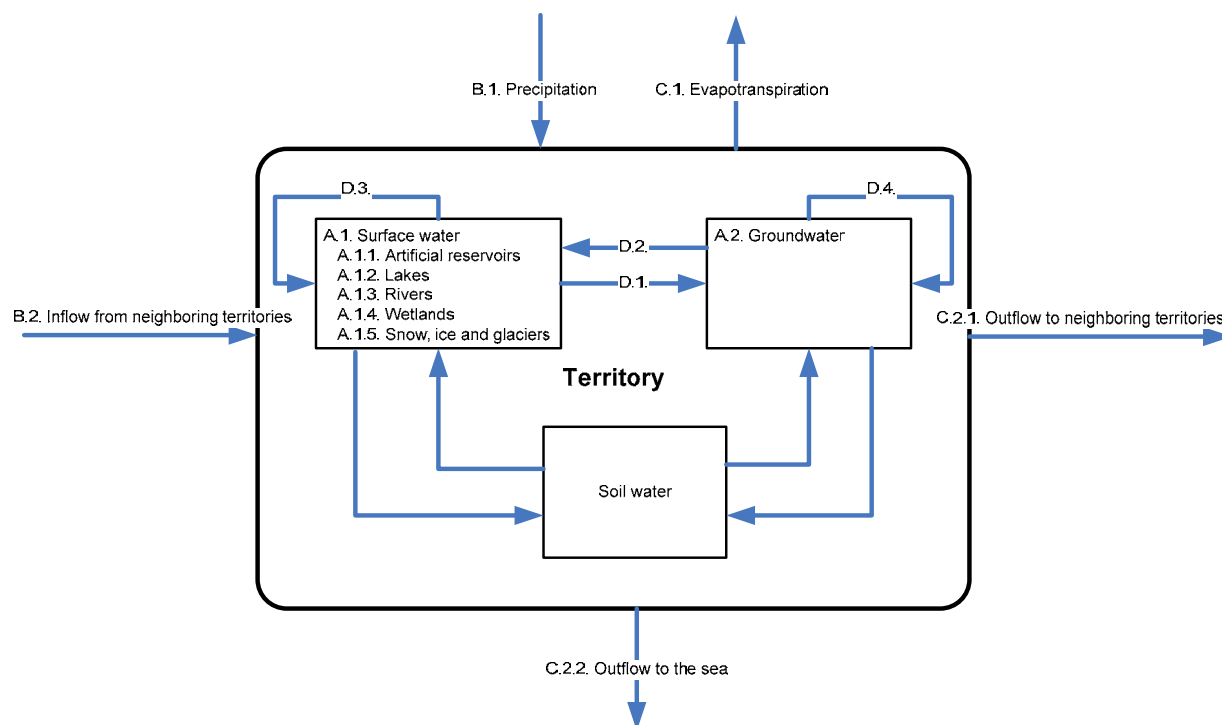 B.1. Precipitation
C.1. Evapotranspiration
D.3.
D.4.
A.1. Surface water
A.1.1. Artificial reservoirs
A.1.2. Lakes
A.1.3. Rivers
A.1.4. Wetlands
A.1.5. Snow, ice and glaciers
D.2.
D.1.
A.2. Groundwater
B.2. Inflow from neighboring territories
C.2.1. Outflow to neighboring territories
Territory
Soil water
C.2.2. Outflow to the sea